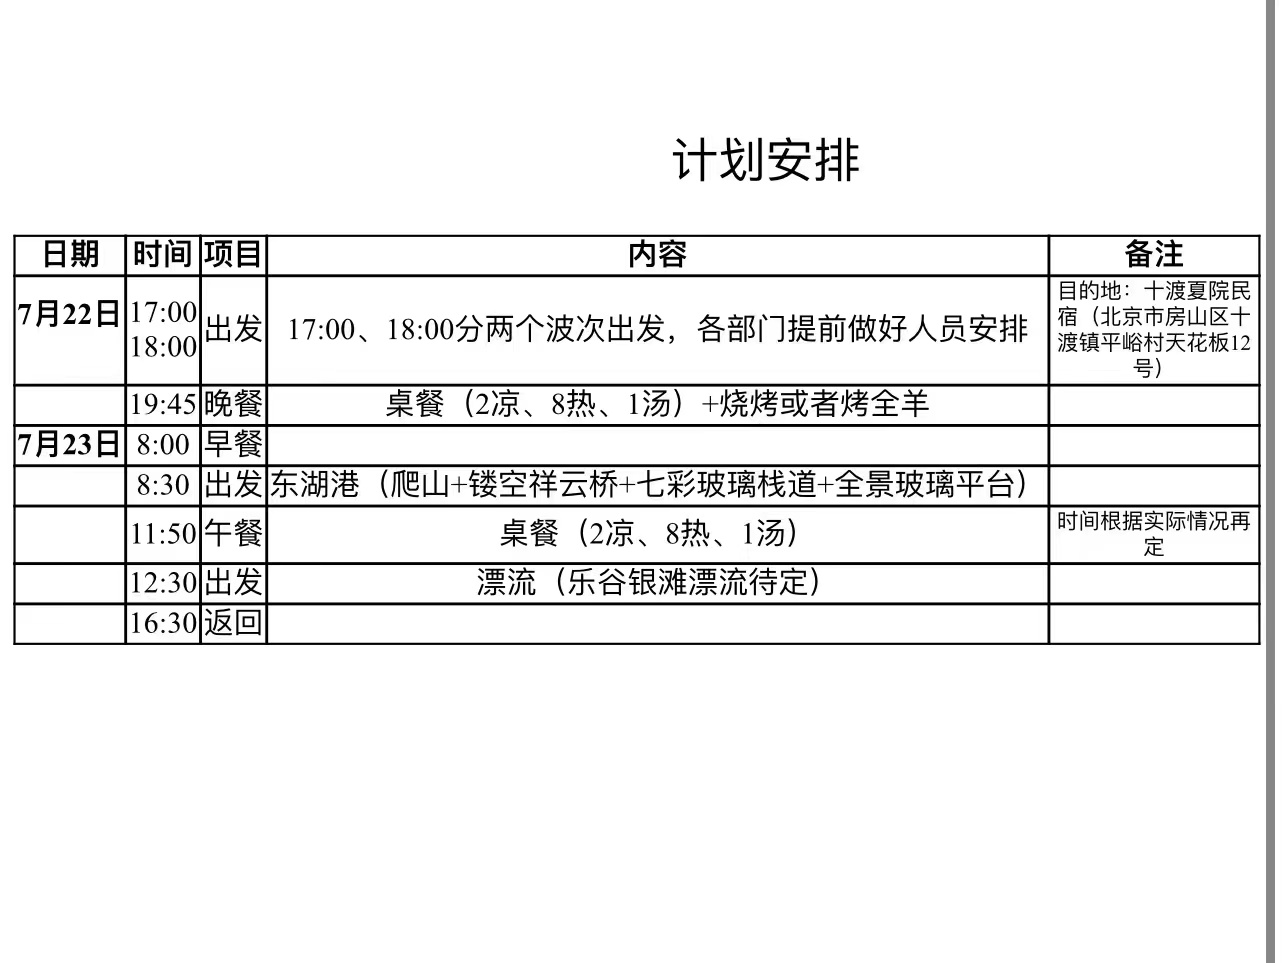 计划安排
日期 时间 项目 内容 备注
7月22日 17:00 18:00 出发 17:00、18:00分两个波次出发，各部门提前做好人员安排 目的地：十渡夏院民宿（北京市房山区十渡镇平峪村天花板12号）
19:45 晚餐 桌餐（2凉、8热、1汤）+烧烤或者烤全羊
7月23日 8:00 早餐
8:30 出发 东湖港（爬山+镂空祥云桥+七彩玻璃栈道+全景玻璃平台）
11:50 午餐 桌餐（2凉、8热、1汤） 时间根据实际情况再定
12:30 出发 漂流（乐谷银滩漂流待定）
16:30 返回